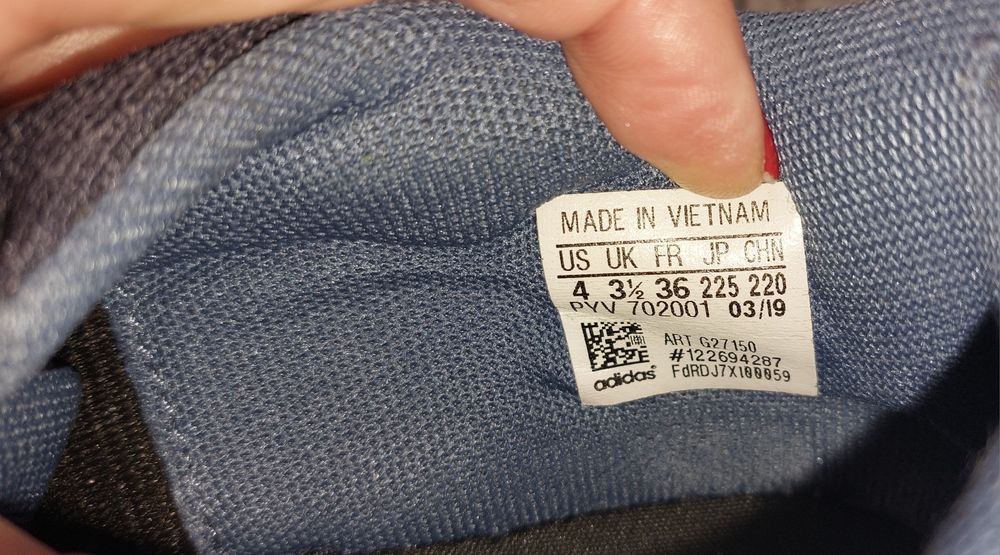 MADE IN VIETNAM
US UK FR JP CHN
4 3½ 36 225 220
PYV 702001 03/19
ART G27150
#122694287
FdRDJ7X100059
adidas